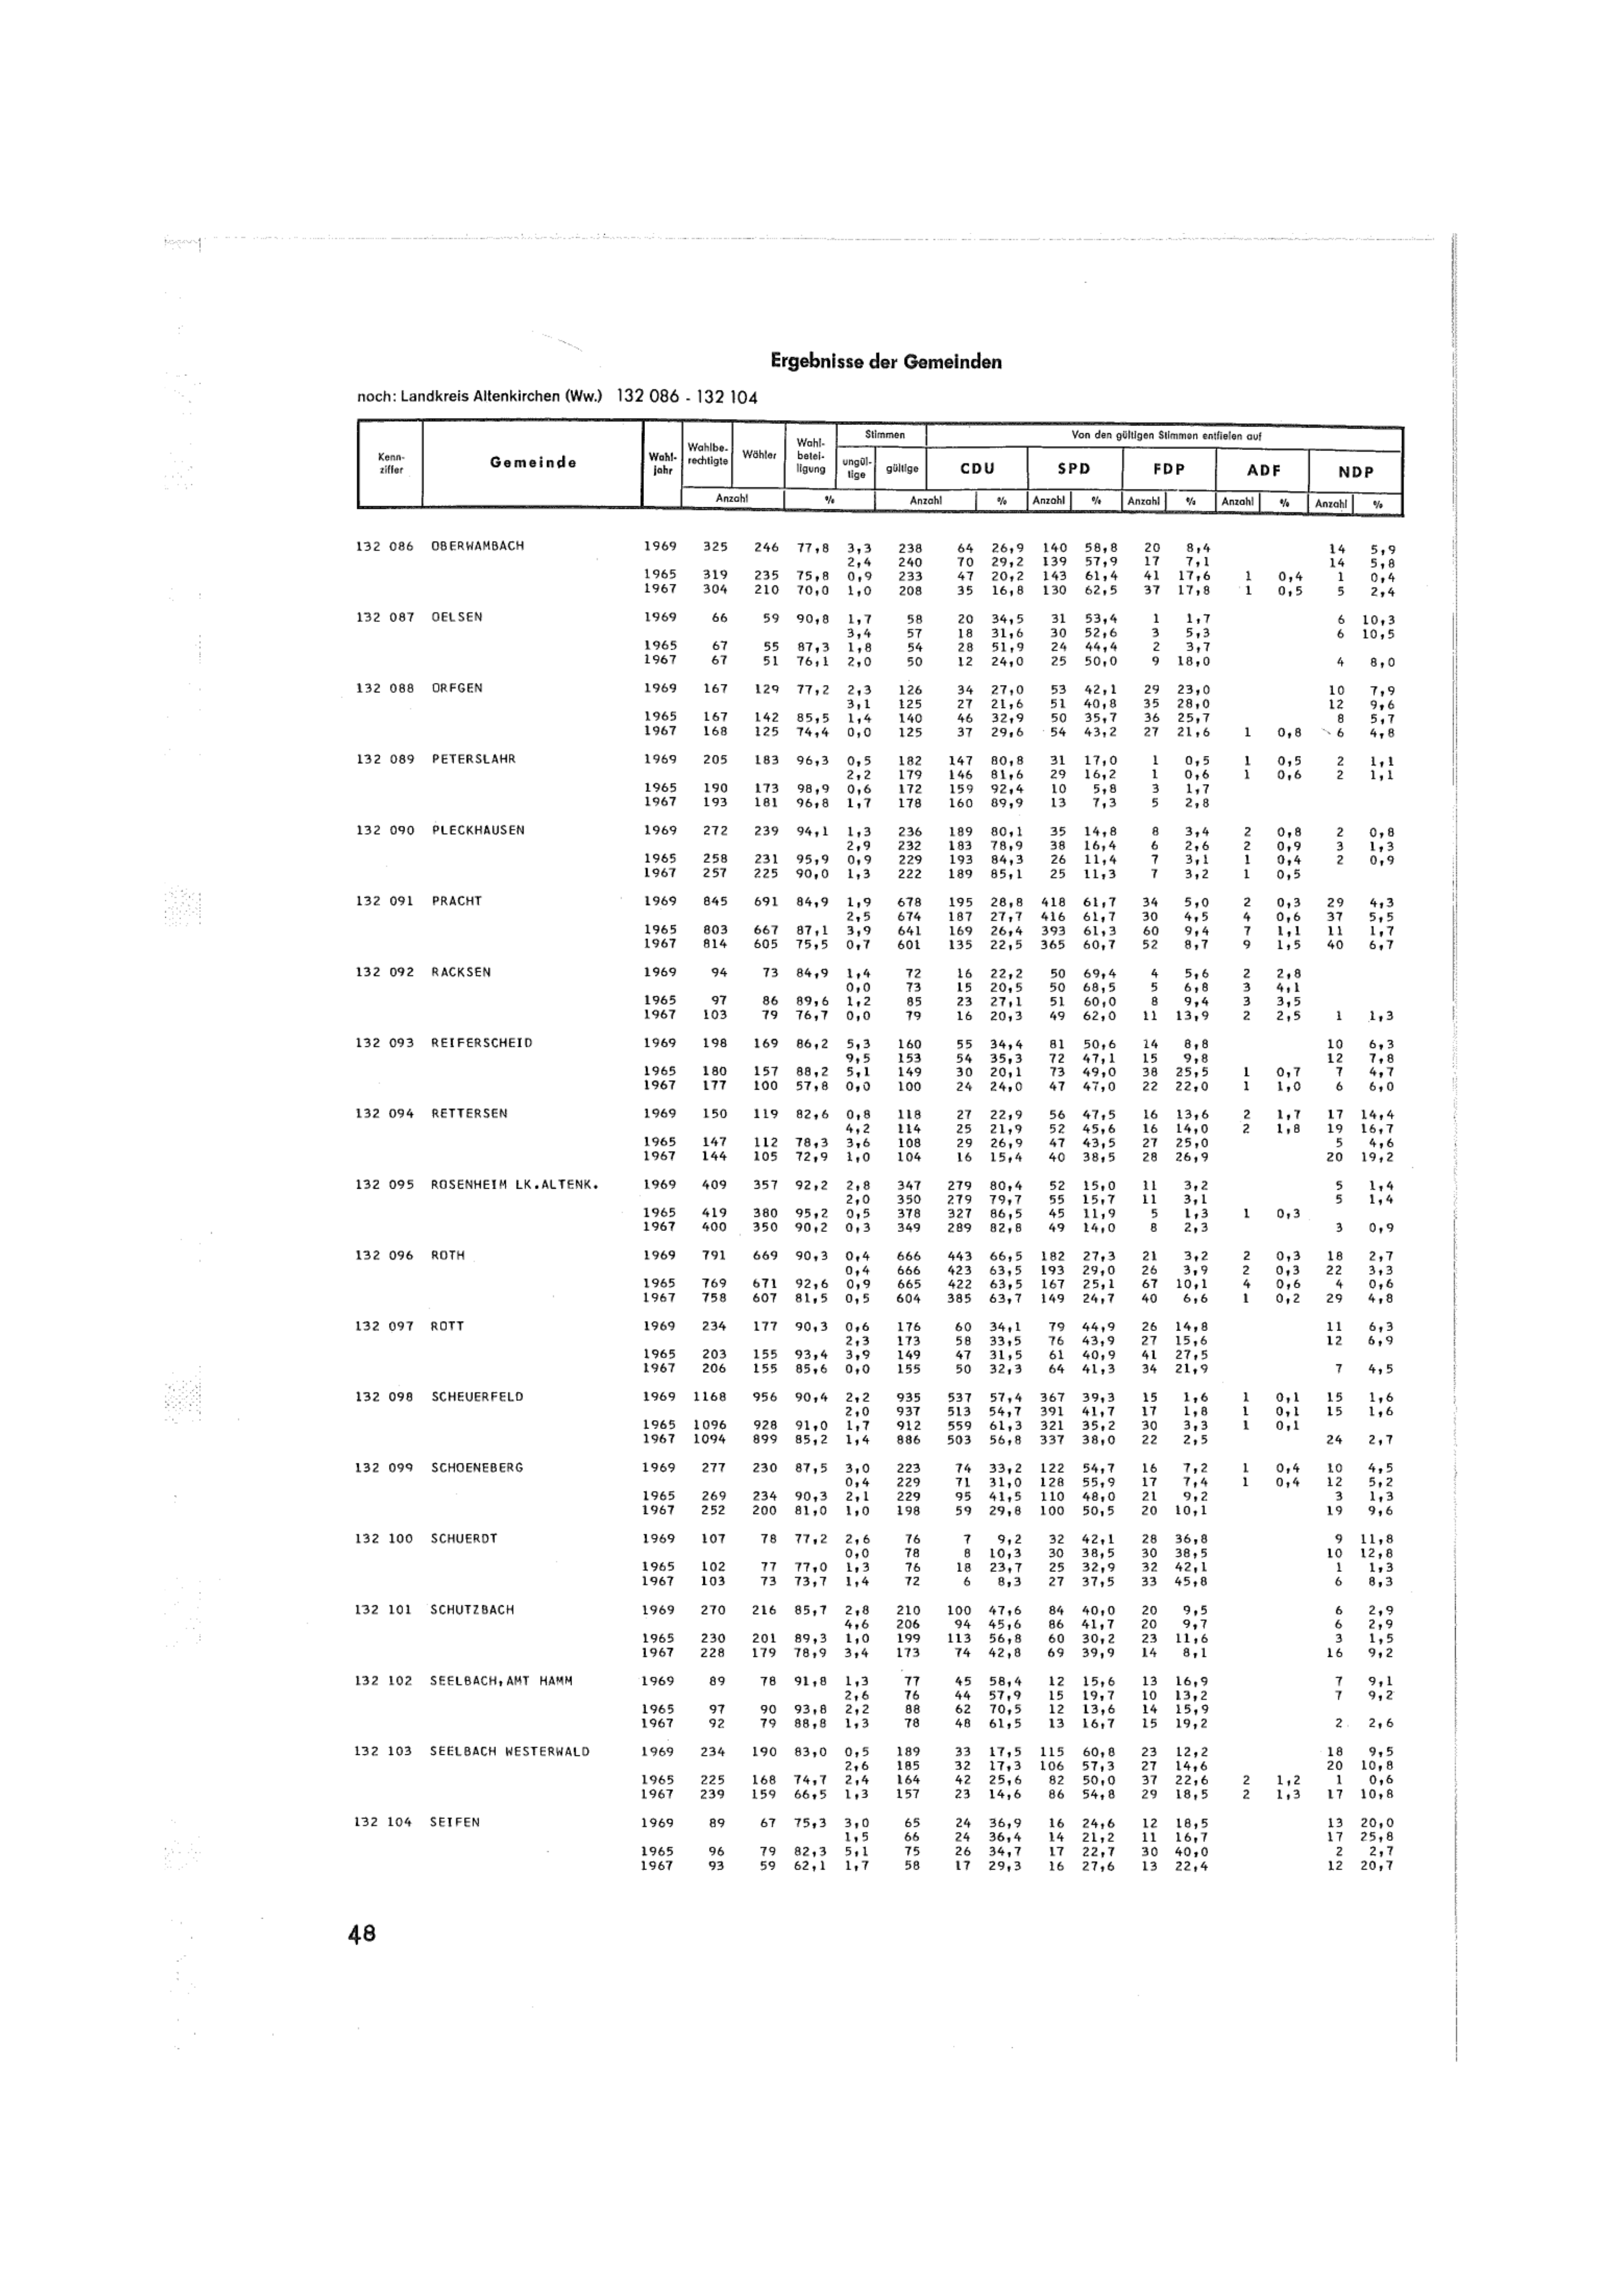 Ergebnisse der Gemeinden
noch: Landkreis Altenkirchen (Ww.) 132 086 - 132 104
Kenn-ziffer Gemeinde Wahl-jahr Wahlbe-rechtigte Wähler Wahl-betei-ligung Stimmen Von den gültigen Stimmen entfielen auf
ungül-tige gültige CDU SPD FDP ADF NDP
Anzahl % Anzahl % Anzahl % Anzahl % Anzahl % Anzahl %
132 086 OBERWAMBACH 1969 325 246 77,8 3,3 238 64 26,9 140 58,8 20 8,4 14 5,9
2,4 240 70 29,2 139 57,9 17 7,1 14 5,8
1965 319 235 75,8 0,9 233 47 20,2 143 61,4 41 17,6 1 0,4 1 0,4
1967 304 210 70,0 1,0 208 35 16,8 130 62,5 37 17,8 1 0,5 5 2,4
132 087 OELSEN 1969 66 59 90,8 1,7 58 20 34,5 31 53,4 1 1,7 6 10,3
3,4 57 18 31,6 30 52,6 3 5,3 6 10,5
1965 67 55 87,3 1,8 54 28 51,9 24 44,4 2 3,7
1967 67 51 76,1 2,0 50 12 24,0 25 50,0 9 18,0 4 8,0
132 088 ORFGEN 1969 167 129 77,2 2,3 126 34 27,0 53 42,1 29 23,0 10 7,9
3,1 125 27 21,6 51 40,8 35 28,0 12 9,6
1965 167 142 85,5 1,4 140 46 32,9 50 35,7 36 25,7 8 5,7
1967 168 125 74,4 0,0 125 37 29,6 54 43,2 27 21,6 1 0,8 6 4,8
132 089 PETERSLAHR 1969 205 183 96,3 0,5 182 147 80,8 31 17,0 1 0,5 1 0,5 2 1,1
2,2 179 146 81,6 29 16,2 1 0,6 1 0,6 2 1,1
1965 190 173 98,9 0,6 172 159 92,4 10 5,8 3 1,7
1967 193 181 96,8 1,7 178 160 89,9 13 7,3 5 2,8
132 090 PLECKHAUSEN 1969 272 239 94,1 1,3 236 189 80,1 35 14,8 8 3,4 2 0,8 2 0,8
2,9 232 183 78,9 38 16,4 6 2,6 2 0,9 3 1,3
1965 258 231 95,9 0,9 229 193 84,3 26 11,4 7 3,1 1 0,4 2 0,9
1967 257 225 90,0 1,3 222 189 85,1 25 11,3 7 3,2 1 0,5
132 091 PRACHT 1969 845 691 84,9 1,9 678 195 28,8 418 61,7 34 5,0 2 0,3 29 4,3
2,5 674 187 27,7 416 61,7 30 4,5 4 0,6 37 5,5
1965 803 667 87,1 3,9 641 169 26,4 393 61,3 60 9,4 7 1,1 11 1,7
1967 814 605 75,5 0,7 601 135 22,5 365 60,7 52 8,7 9 1,5 40 6,7
132 092 RACKSEN 1969 94 73 84,9 1,4 72 16 22,2 50 69,4 4 5,6 2 2,8
0,0 73 15 20,5 50 68,5 5 6,8 3 4,1
1965 97 86 89,6 1,2 85 23 27,1 51 60,0 8 9,4 3 3,5
1967 103 79 76,7 0,0 79 16 20,3 49 62,0 11 13,9 2 2,5 1 1,3
132 093 REIFERSCHEID 1969 198 169 86,2 5,3 160 55 34,4 81 50,6 14 8,8 10 6,3
9,5 153 54 35,3 72 47,1 15 9,8 12 7,8
1965 180 157 88,2 5,1 149 30 20,1 73 49,0 38 25,5 1 0,7 7 4,7
1967 177 100 57,8 0,0 100 24 24,0 47 47,0 22 22,0 1 1,0 6 6,0
132 094 RETTERSEN 1969 150 119 82,6 0,8 118 27 22,9 56 47,5 16 13,6 2 1,7 17 14,4
4,2 114 25 21,9 52 45,6 16 14,0 2 1,8 19 16,7
1965 147 112 78,3 3,6 108 29 26,9 47 43,5 27 25,0 5 4,6
1967 144 105 72,9 1,0 104 16 15,4 40 38,5 28 26,9 20 19,2
132 095 ROSENHEIM LK.ALTENK. 1969 409 357 92,2 2,8 347 279 80,4 52 15,0 11 3,2 5 1,4
2,0 350 279 79,7 55 15,7 11 3,1 5 1,4
1965 419 380 95,2 0,5 378 327 86,5 45 11,9 5 1,3 1 0,3
1967 400 350 90,2 0,3 349 289 82,8 49 14,0 8 2,3 3 0,9
132 096 ROTH 1969 791 669 90,3 0,4 666 443 66,5 182 27,3 21 3,2 2 0,3 18 2,7
0,4 666 423 63,5 193 29,0 26 3,9 2 0,3 22 3,3
1965 769 671 92,6 0,9 665 422 63,5 167 25,1 67 10,1 4 0,6 4 0,6
1967 758 607 81,5 0,5 604 385 63,7 149 24,7 40 6,6 1 0,2 29 4,8
132 097 ROTT 1969 234 177 90,3 0,6 176 60 34,1 79 44,9 26 14,8 11 6,3
2,3 173 58 33,5 76 43,9 27 15,6 12 6,9
1965 203 155 93,4 3,9 149 47 31,5 61 40,9 41 27,5
1967 206 155 85,6 0,0 155 50 32,3 64 41,3 34 21,9 7 4,5
132 098 SCHEUERFELD 1969 1168 956 90,4 2,2 935 537 57,4 367 39,3 15 1,6 1 0,1 15 1,6
2,0 937 513 54,7 391 41,7 17 1,8 1 0,1 15 1,6
1965 1096 928 91,0 1,7 912 559 61,3 321 35,2 30 3,3 1 0,1
1967 1094 899 85,2 1,4 886 503 56,8 337 38,0 22 2,5 24 2,7
132 099 SCHOENEBERG 1969 277 230 87,5 3,0 223 74 33,2 122 54,7 16 7,2 1 0,4 10 4,5
0,4 229 71 31,0 128 55,9 17 7,4 1 0,4 12 5,2
1965 269 234 90,3 2,1 229 95 41,5 110 48,0 21 9,2 3 1,3
1967 252 200 81,0 1,0 198 59 29,8 100 50,5 20 10,1 19 9,6
132 100 SCHUERDT 1969 107 78 77,2 2,6 76 7 9,2 32 42,1 28 36,8 9 11,8
0,0 78 8 10,3 30 38,5 30 38,5 10 12,8
1965 102 77 77,0 1,3 76 18 23,7 25 32,9 32 42,1 1 1,3
1967 103 73 73,7 1,4 72 6 8,3 27 37,5 33 45,8 6 8,3
132 101 SCHUTZBACH 1969 270 216 85,7 2,8 210 100 47,6 84 40,0 20 9,5 6 2,9
4,6 206 94 45,6 86 41,7 20 9,7 6 2,9
1965 230 201 89,3 1,0 199 113 56,8 60 30,2 23 11,6 3 1,5
1967 228 179 78,9 3,4 173 74 42,8 69 39,9 14 8,1 16 9,2
132 102 SEELBACH,AMT HAMM 1969 89 78 91,8 1,3 77 45 58,4 12 15,6 13 16,9 7 9,1
2,6 76 44 57,9 15 19,7 10 13,2 7 9,2
1965 97 90 93,8 2,2 88 62 70,5 12 13,6 14 15,9
1967 92 79 88,8 1,3 78 48 61,5 13 16,7 15 19,2 2 2,6
132 103 SEELBACH WESTERWALD 1969 234 190 83,0 0,5 189 33 17,5 115 60,8 23 12,2 18 9,5
2,6 185 32 17,3 106 57,3 27 14,6 20 10,8
1965 225 168 74,7 2,4 164 42 25,6 82 50,0 37 22,6 2 1,2 1 0,6
1967 239 159 66,5 1,3 157 23 14,6 86 54,8 29 18,5 2 1,3 17 10,8
132 104 SEIFEN 1969 89 67 75,3 3,0 65 24 36,9 16 24,6 12 18,5 13 20,0
1,5 66 24 36,4 14 21,2 11 16,7 17 25,8
1965 96 79 82,3 5,1 75 26 34,7 17 22,7 30 40,0 2 2,7
1967 93 59 62,1 1,7 58 17 29,3 16 27,6 13 22,4 12 20,7
48